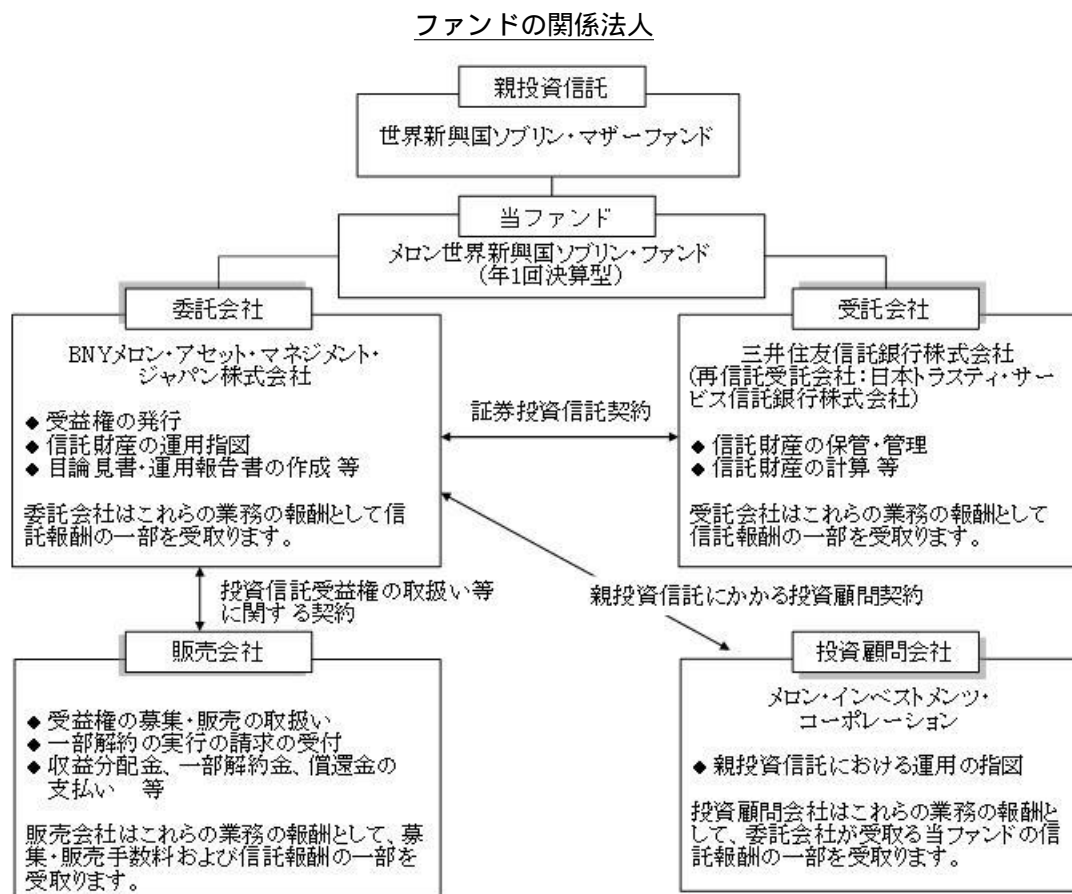 ファンドの関係法人
親投資信託
世界新興国ソブリン・マザーファンド
当ファンド
メロン世界新興国ソブリン・ファンド
(年1回決算型)
委託会社
BNYメロン・アセット・マネジメント・
ジャパン株式会社
◆ 受益権の発行
◆ 信託財産の運用指図
◆ 目論見書・運用報告書の作成 等
委託会社はこれらの業務の報酬として信
託報酬の一部を受取ります。
証券投資信託契約
受託会社
三井住友信託銀行株式会社
(再信託受託会社:日本トラスティ・サー
ビス信託銀行株式会社)
◆ 信託財産の保管・管理
◆ 信託財産の計算 等
受託会社はこれらの業務の報酬として
信託報酬の一部を受取ります。
投資信託受益権の取扱い等
に関する契約
親投資信託にかかる投資顧問契約
販売会社
◆ 受益権の募集・販売の取扱い
◆ 一部解約の実行の請求の受付
◆ 収益分配金、一部解約金、償還金の
支払い 等
販売会社はこれらの業務の報酬として、募
集・販売手数料および信託報酬の一部を
受取ります。
投資顧問会社
メロン・インベストメンツ・
コーポレーション
◆ 親投資信託における運用の指図
投資顧問会社はこれらの業務の報酬と
して、委託会社が受取る当ファンドの信
託報酬の一部を受取ります。